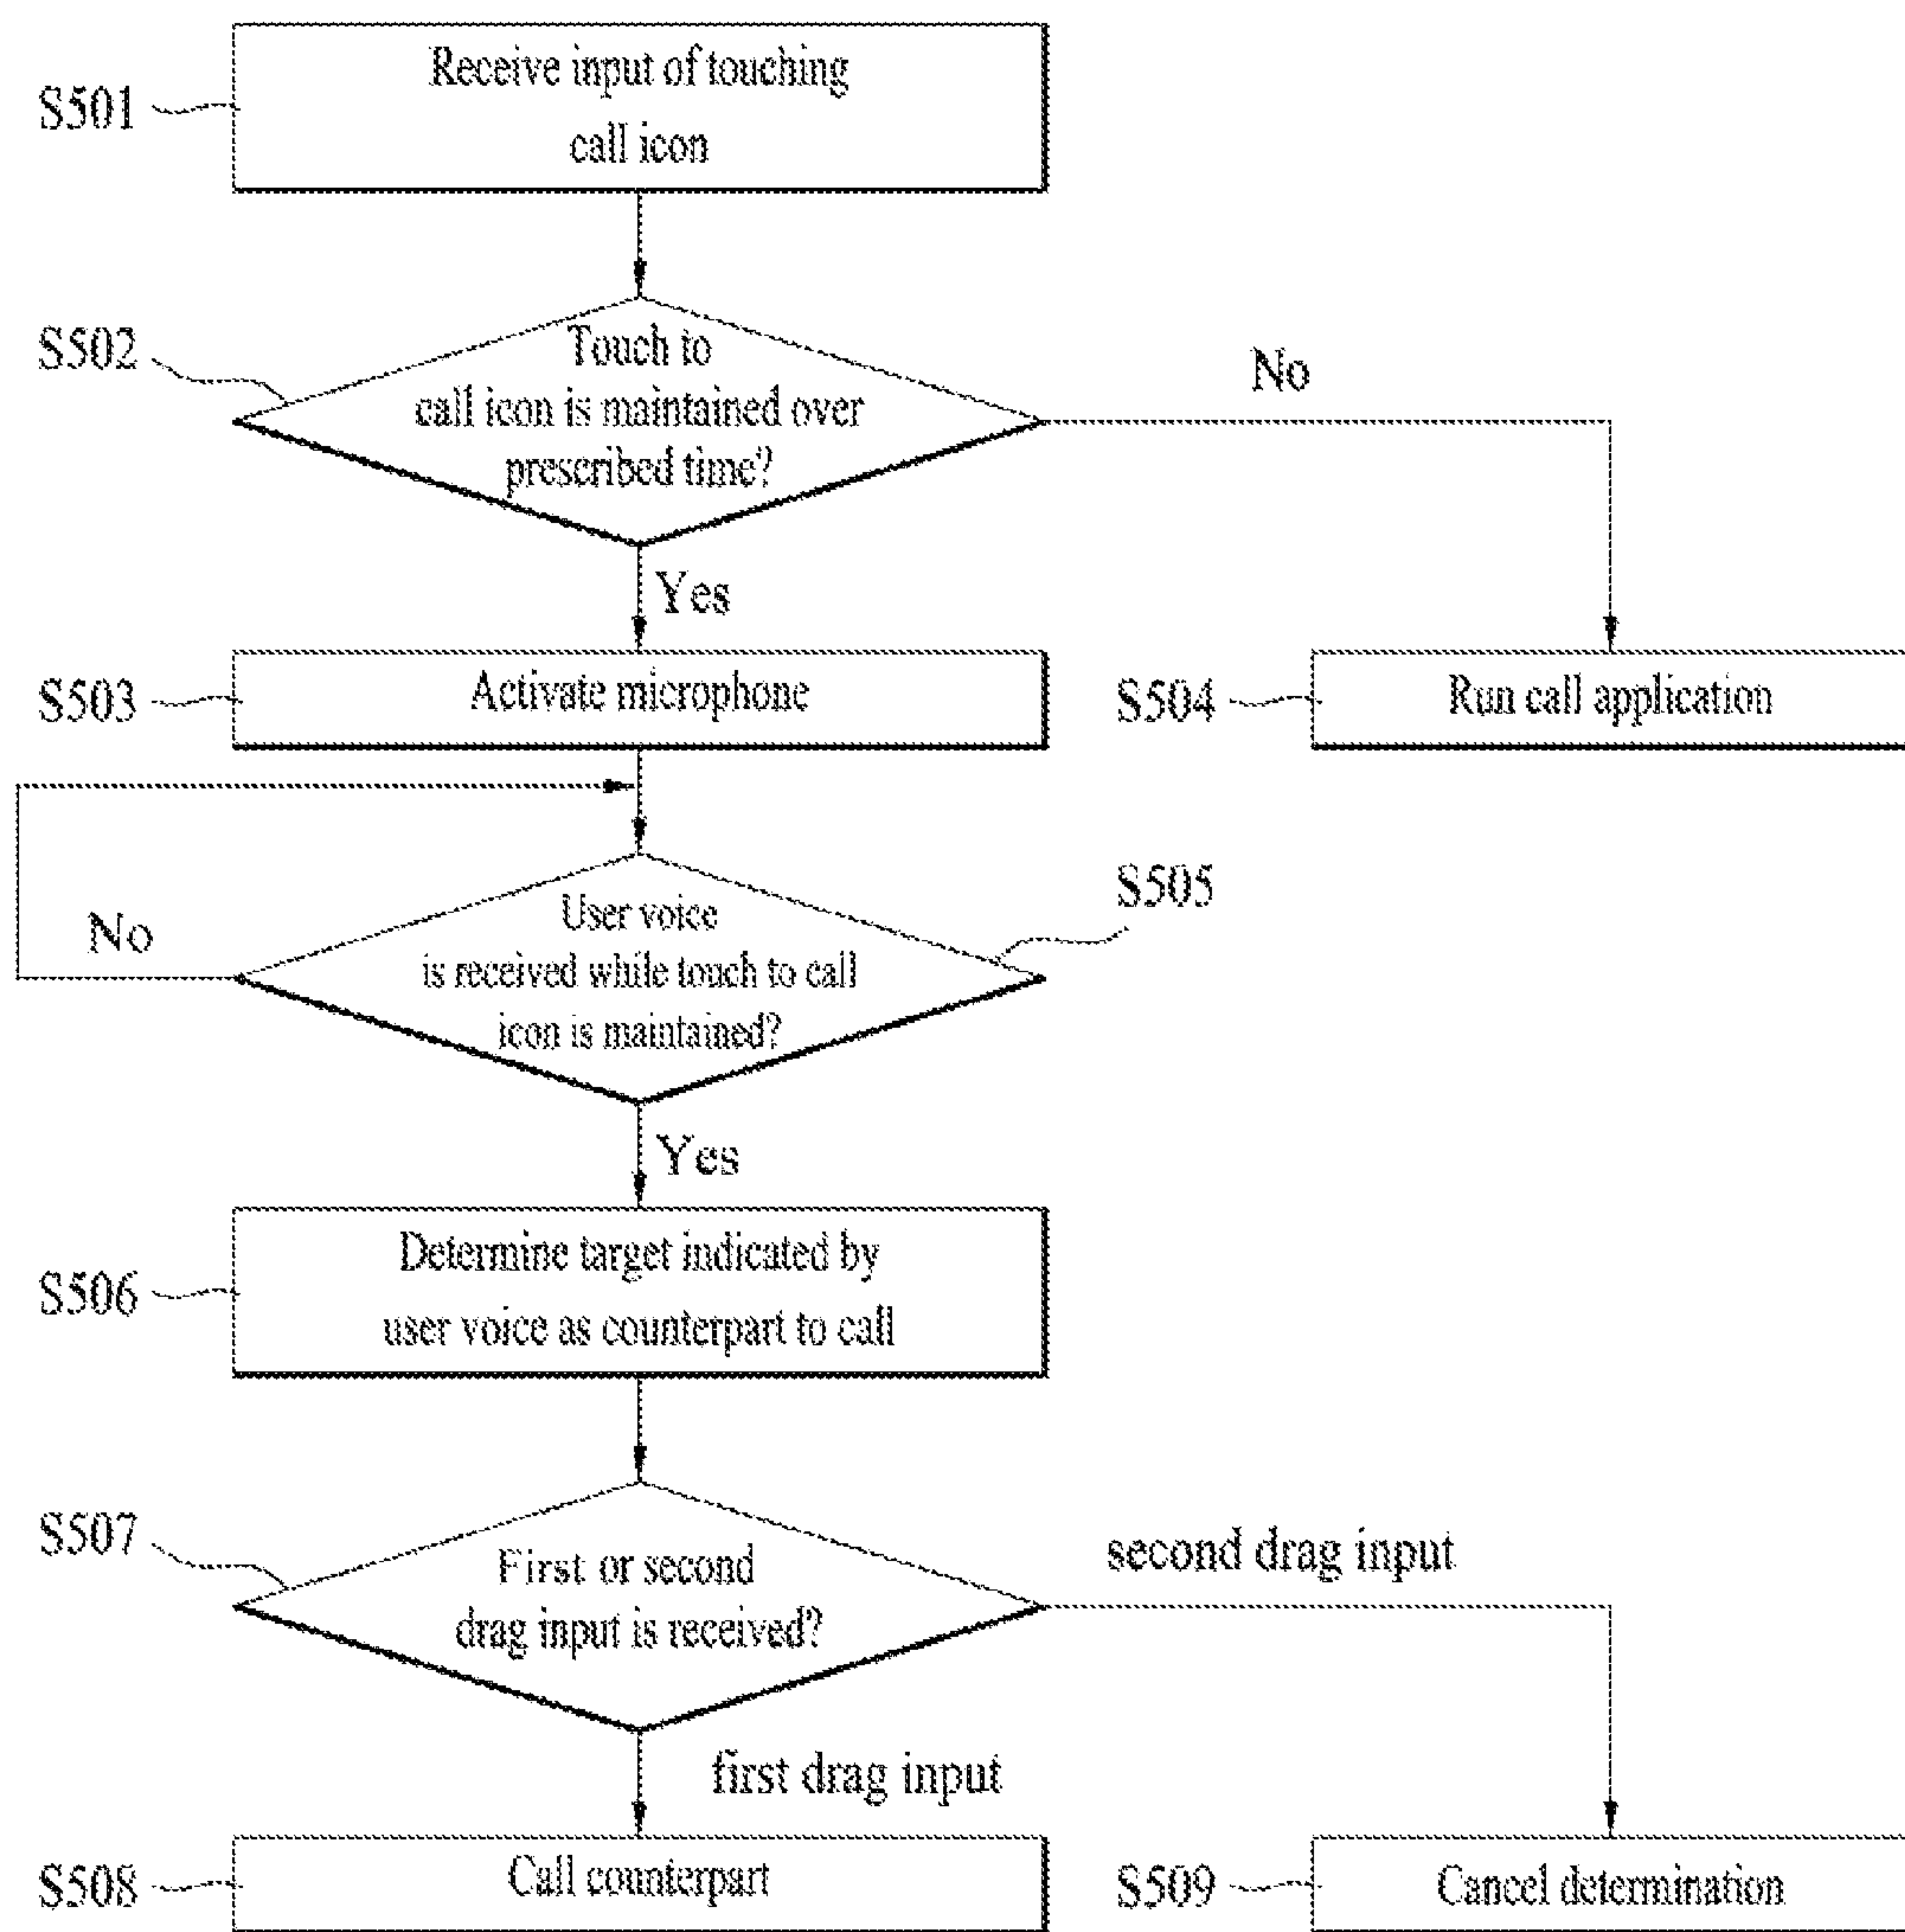 S501
Receive input of touching
call icon
S502
Touch to
call icon is maintained over
prescribed time?
No
Yes
S503
Activate microphone
S504
Run call application
S505
User voice
is received while touch to call
icon is maintained?
No
Yes
S506
Determine target indicated by
user voice as counterpart to call
S507
First or second
drag input is received?
second drag input
first drag input
S508
Call counterpart
S509
Cancel determination